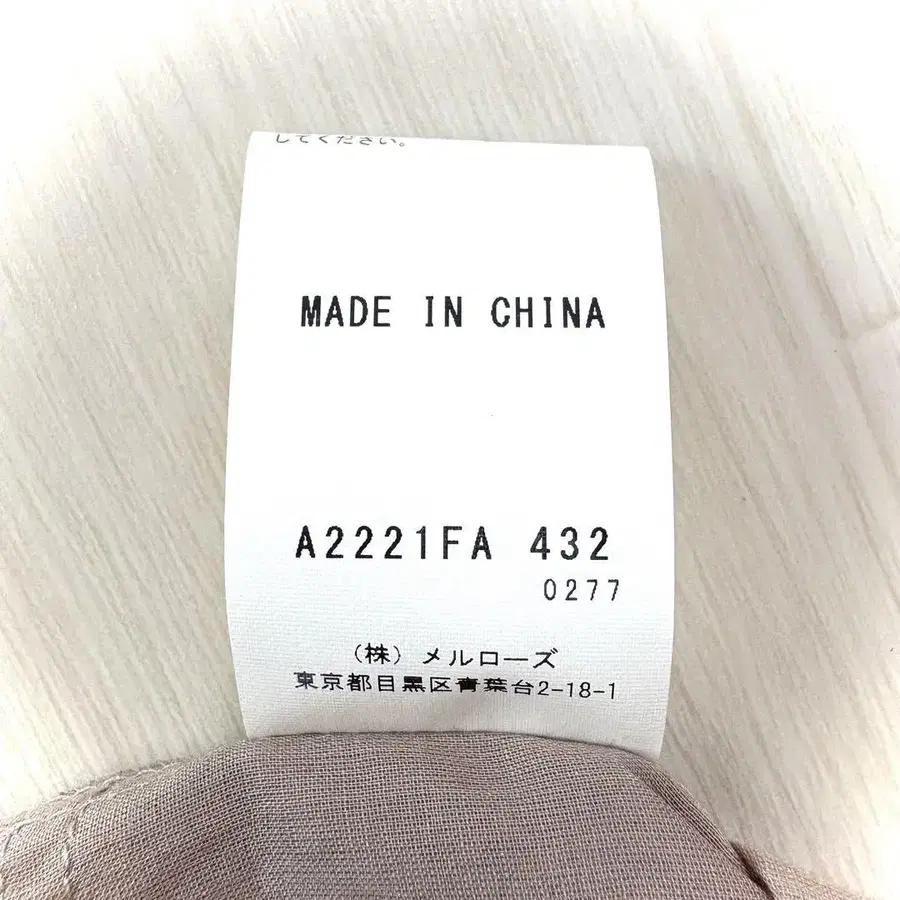 してください。
MADE IN CHINA
A2221FA 432
0277
(株) メルローズ
東京都目黒区青葉台2-18-1